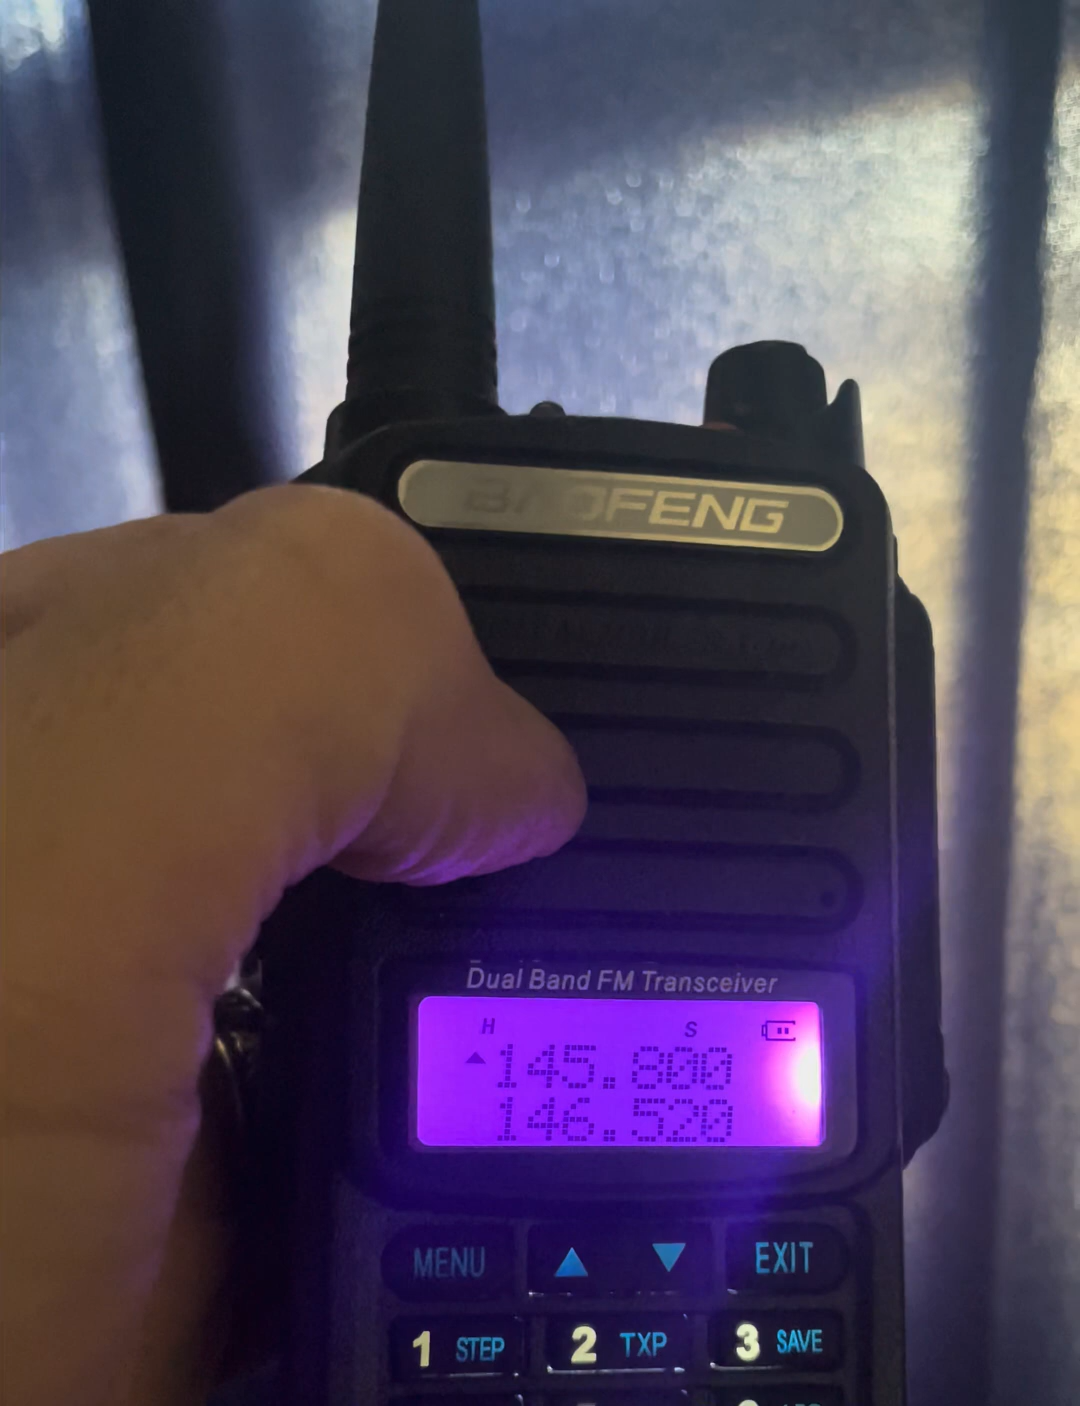 BAOFENG
Dual Band FM Transceiver
H S
145.800
146.520
MENU EXIT
1 STEP 2 TXP 3 SAVE